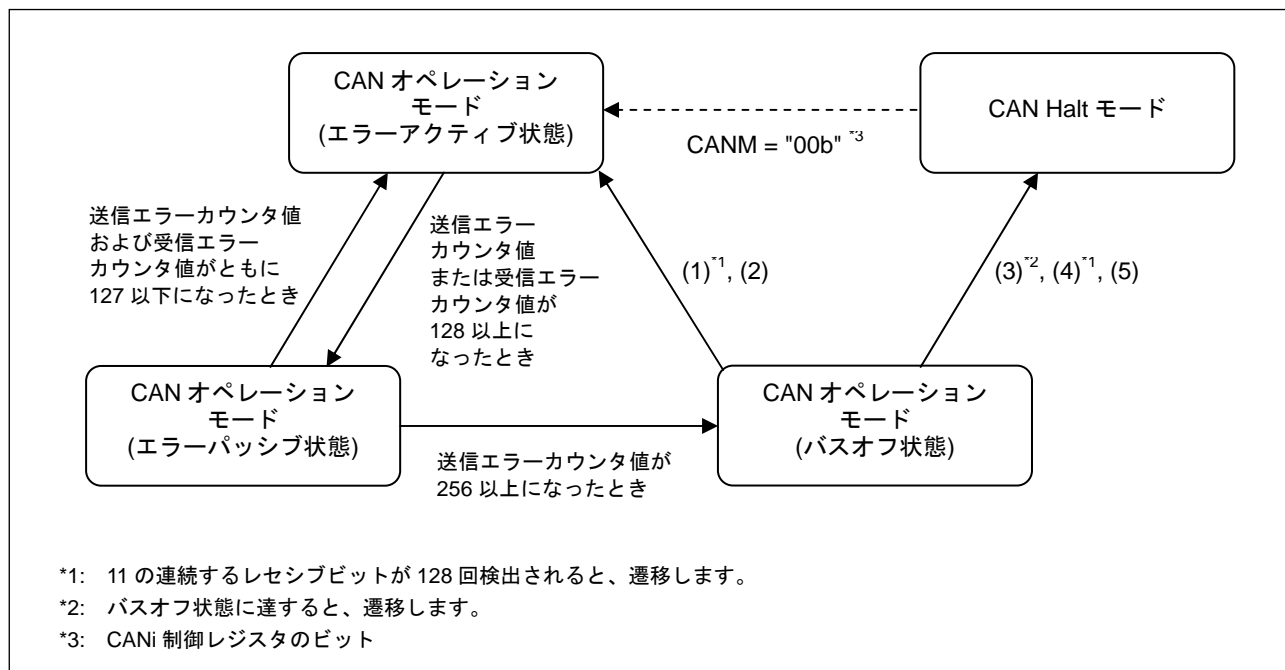 CAN オペレーション
モード
(エラーアクティブ状態)
CAN Halt モード
CANM = "00b" *3
送信エラーカウンタ値
および受信エラー
カウンタ値がともに
127 以下になったとき
送信エラー
カウンタ値
または受信エラー
カウンタ値が
128 以上に
なったとき
(1)*1, (2)
(3)*2, (4)*1, (5)
CAN オペレーション
モード
(エラーパッシブ状態)
送信エラーカウンタ値が
256 以上になったとき
CAN オペレーション
モード
(バスオフ状態)
*1: 11 の連続するレセシブビットが 128 回検出されると、遷移します。
*2: バスオフ状態に達すると、遷移します。
*3: CANi 制御レジスタのビット